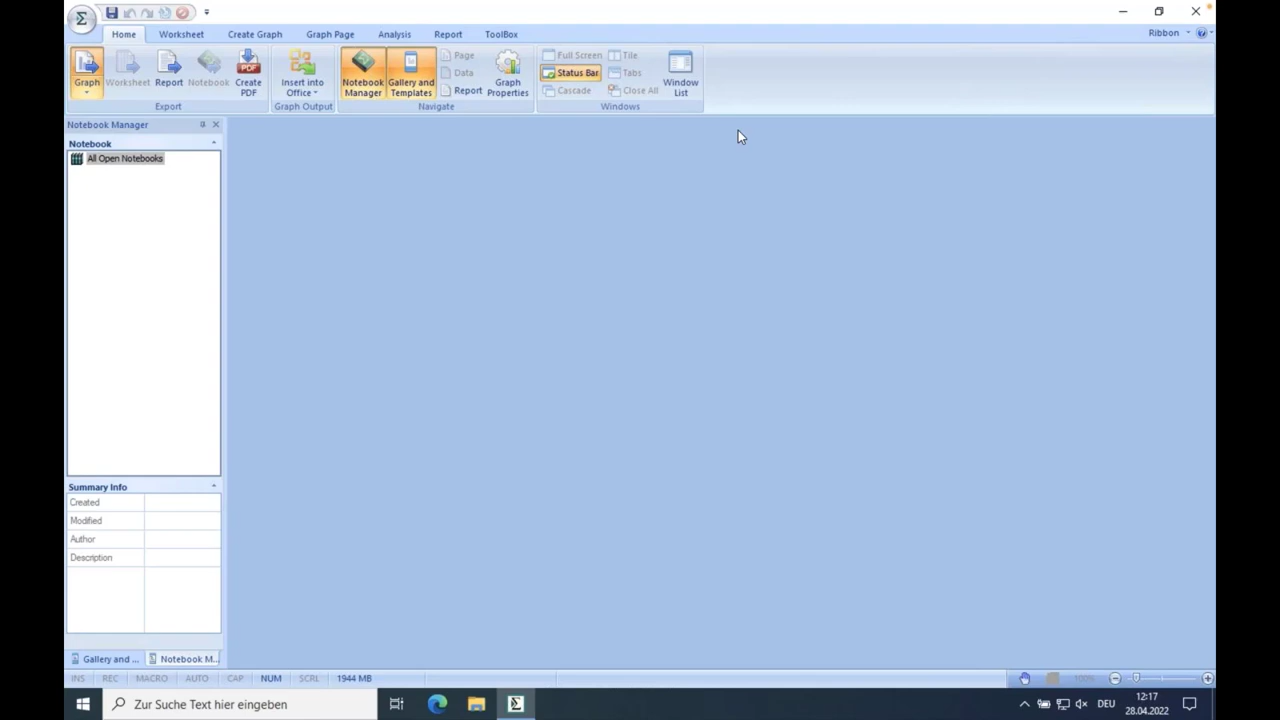 Home Worksheet Create Graph Graph Page Analysis Report ToolBox Ribbon
Graph Worksheet Report Notebook Create PDF
Export
Insert into Office
Graph Output
Notebook Manager Gallery and Templates
Page
Data
Report
Graph Properties
Navigate
Full Screen Tile
Status Bar Tabs
Cascade Close All
Window List
Windows
Notebook Manager
Notebook
All Open Notebooks
Summary Info
Created
Modified
Author
Description
Gallery and ... Notebook M...
INS REC MACRO AUTO CAP NUM SCRL 1944 MB 100%
Zur Suche Text hier eingeben
DEU
12:17
28.04.2022